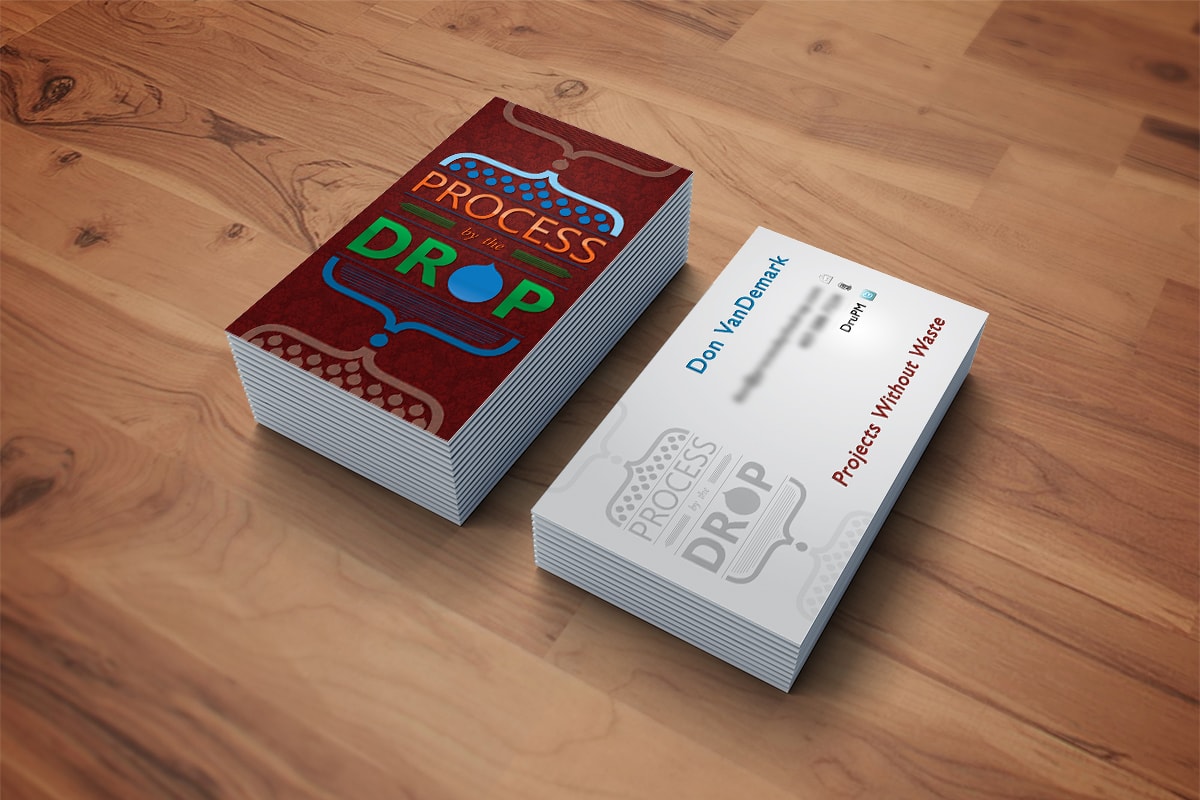 PROCESS
by the
DROP
Don VanDemark
DruPM
Projects Without Waste
PROCESS
by the
DROP